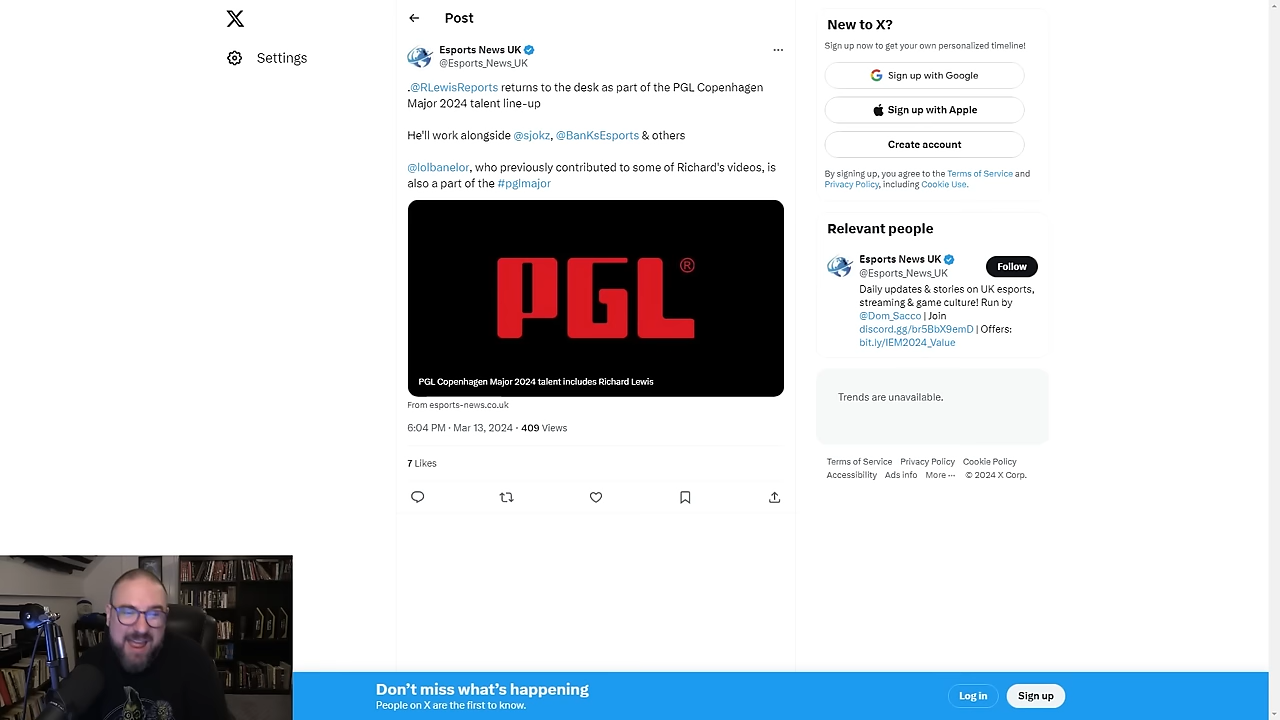 Post
Settings
Esports News UK
@Esports_News_UK
.@RLewisReports returns to the desk as part of the PGL Copenhagen
Major 2024 talent line-up
He'll work alongside @sjokz, @BanKsEsports & others
@lolbanelor, who previously contributed to some of Richard's videos, is
also a part of the #pglmajor
PGL®
PGL Copenhagen Major 2024 talent includes Richard Lewis
From esports-news.co.uk
6:04 PM · Mar 13, 2024 · 409 Views
7 Likes
New to X?
Sign up now to get your own personalized timeline!
Sign up with Google
Sign up with Apple
Create account
By signing up, you agree to the Terms of Service and
Privacy Policy, including Cookie Use.
Relevant people
Esports News UK
@Esports_News_UK
Follow
Daily updates & stories on UK esports,
streaming & game culture! Run by
@Dom_Sacco | Join
discord.gg/br5BbX9emD | Offers:
bit.ly/IEM2024_Value
Trends are unavailable.
Terms of Service Privacy Policy Cookie Policy
Accessibility Ads info More ··· © 2024 X Corp.
Don't miss what's happening
People on X are the first to know.
Log in
Sign up